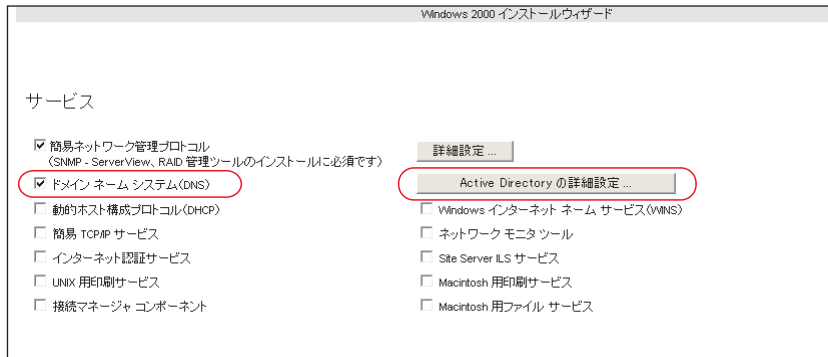 Windows 2000 インストールウィザード
サービス
簡易ネットワーク管理プロトコル
（SNMP - ServerView、RAID 管理ツールのインストールに必須です）
詳細設定 ...
ドメイン ネーム システム(DNS)
Active Directory の詳細設定 ...
動的ホスト構成プロトコル(DHCP)
Windows インターネット ネーム サービス(WINS)
簡易 TCP/IP サービス
ネットワーク モニタ ツール
インターネット認証サービス
Site Server ILS サービス
UNIX 用印刷サービス
Macintosh 用印刷サービス
接続マネージャ コンポーネント
Macintosh 用ファイル サービス